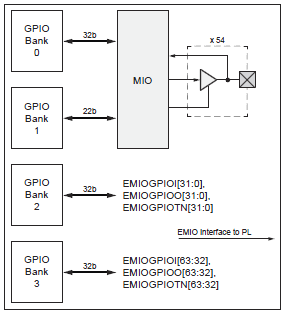 GPIO
Bank
0
32b
MIO
x 54
GPIO
Bank
1
22b
GPIO
Bank
2
32b
EMIOGPIOI[31:0],
EMIOGPIOO[31:0],
EMIOGPIOTN[31:0]
EMIO Interface to PL
GPIO
Bank
3
32b
EMIOGPIOI[63:32],
EMIOGPIOO[63:32],
EMIOGPIOTN[63:32]